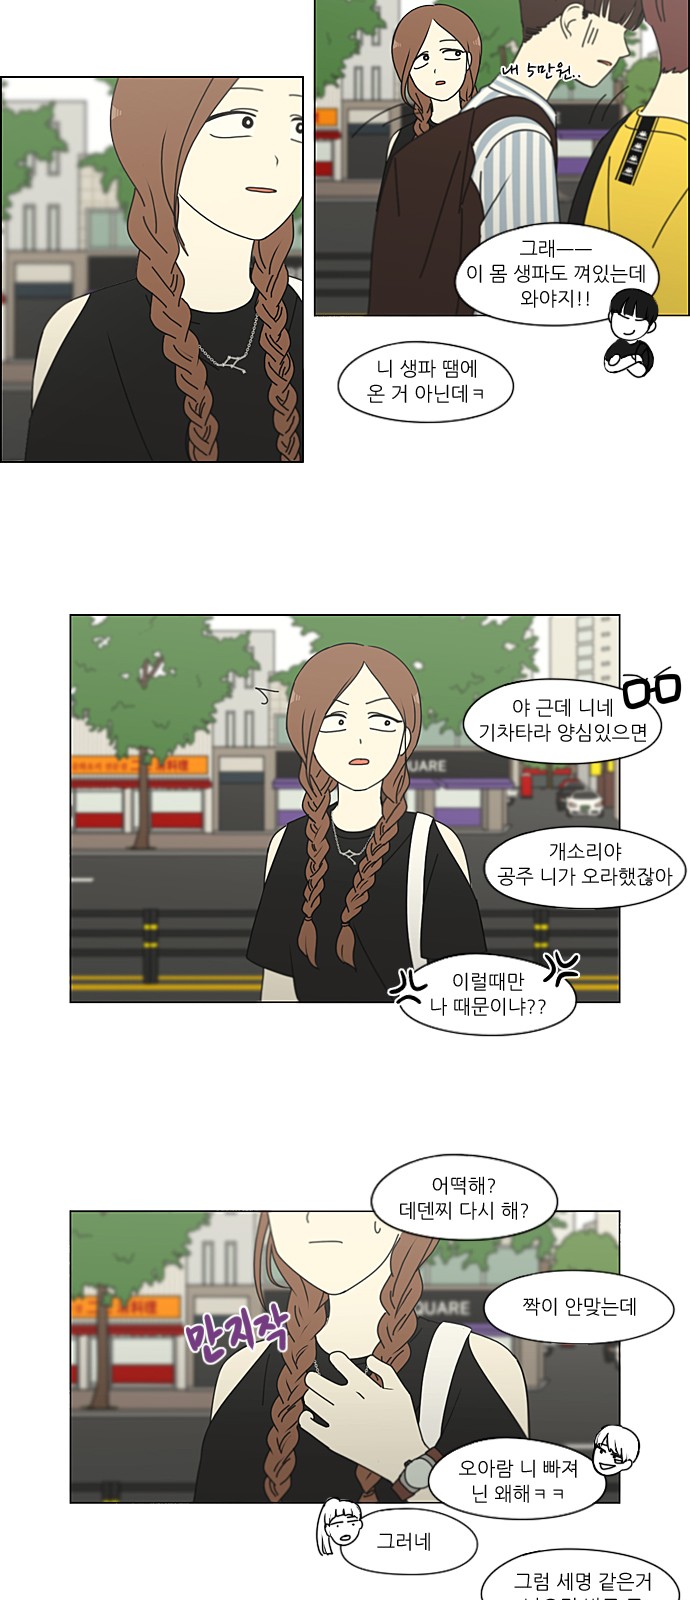 내 5만원..
그래ㅡㅡ
이 몸 생파도 껴있는데
와야지!!
니 생파 땜에
온 거 아닌데ㅋ
야 근데 니네
기차타라 양심있으면
QUARE
개소리야
공주 니가 오라했잖아
이럴때만
나 때문이냐??
어떡해?
데덴찌 다시 해?
짝이 안맞는데
QUARE
만지작
오아람 니 빠져
닌 왜해ㅋㅋ
그러네
그럼 세명 같은거